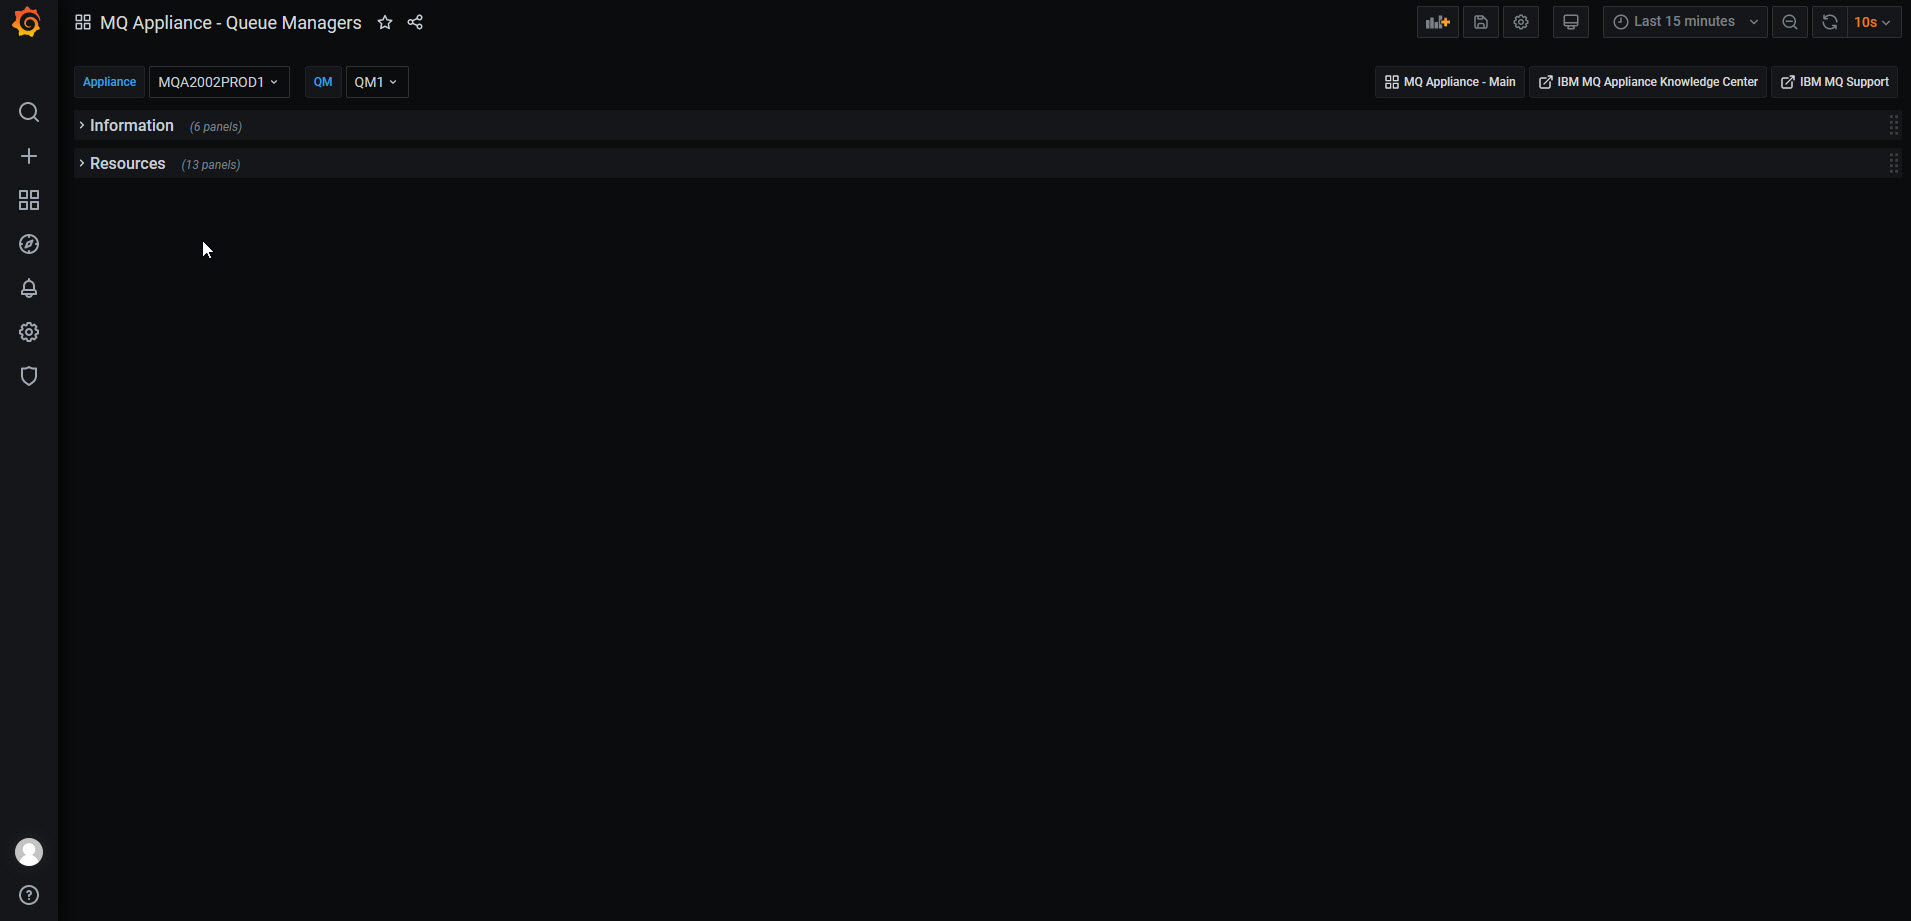 MQ Appliance - Queue Managers
Last 15 minutes
10s
Appliance MQA2002PROD1 QM QM1
MQ Appliance - Main
IBM MQ Appliance Knowledge Center
IBM MQ Support
Information (6 panels)
Resources (13 panels)